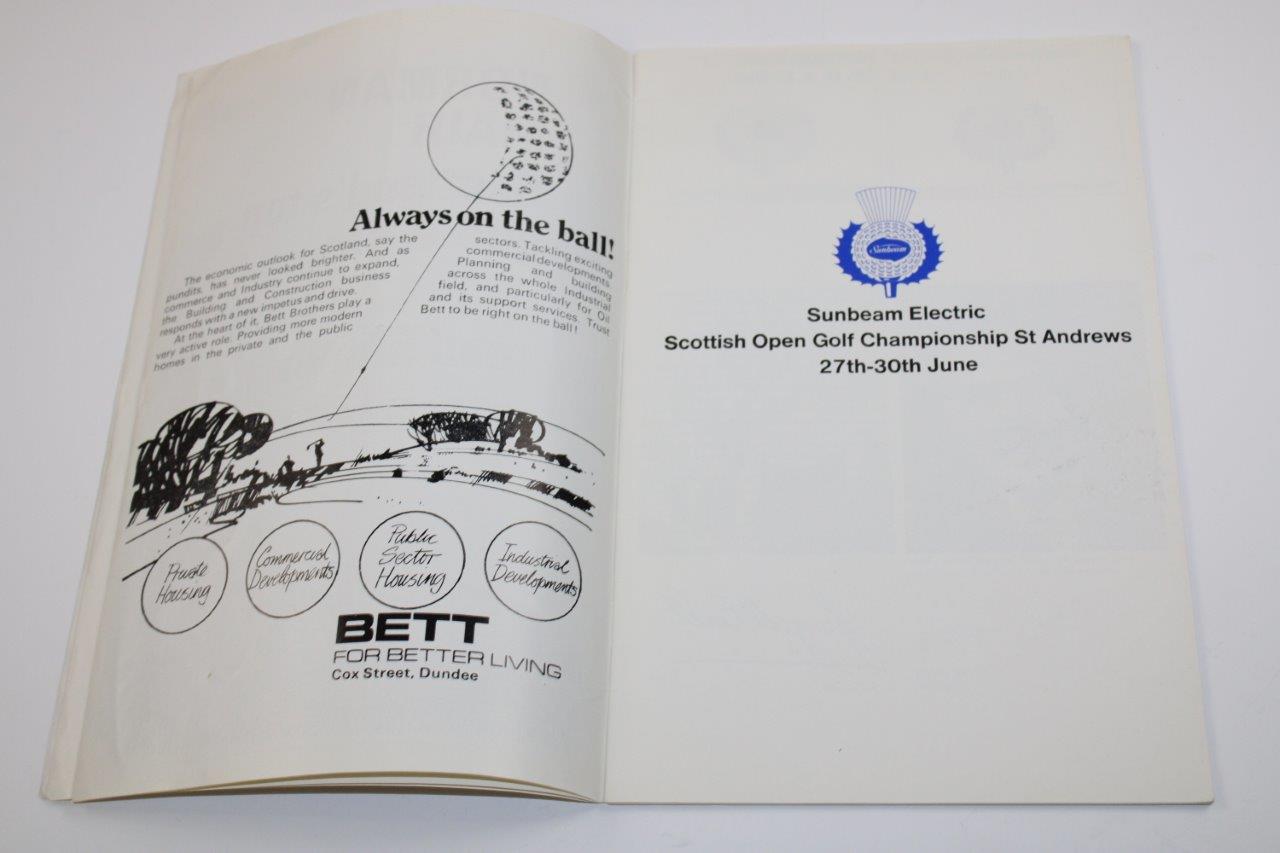 Always on the ball!
The economic outlook for Scotland, say the
pundits, has never looked brighter. And as
commerce and Industry continue to expand,
the Building and Construction business
responds with a new impetus and drive.
At the heart of it, Bett Brothers play a
very active role. Providing more modern
homes in the private and the public
sectors. Tackling exciting
commercial developments.
Planning and building
across the whole Industrial
field, and particularly for Oil
and its support services. Trust
Bett to be right on the ball!
Private
Housing
Commercial
Developments
Public
Sector
Housing
Industrial
Developments
BETT
FOR BETTER LIVING
Cox Street, Dundee
Sunbeam
Sunbeam Electric
Scottish Open Golf Championship St Andrews
27th-30th June